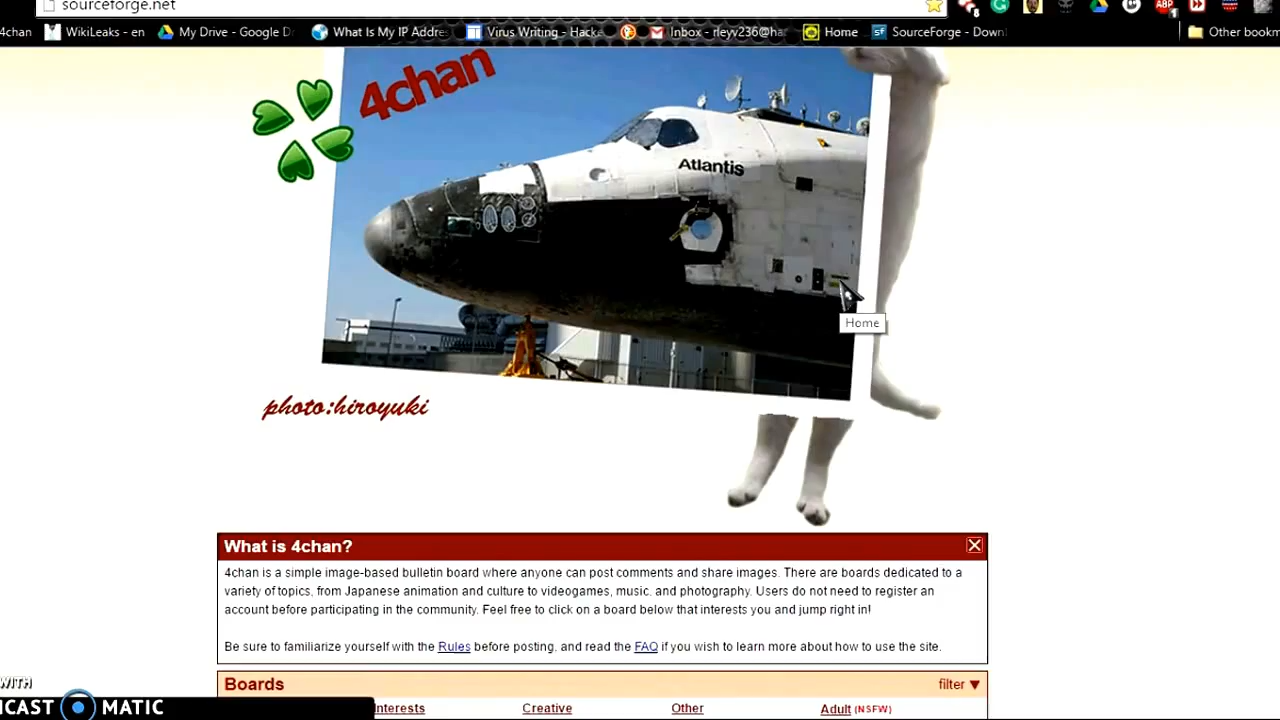 sourceforge.net
4chan WikiLeaks - en My Drive - Google D What Is My IP Addre Virus Writing - Hacka Inbox - rleyv236@ha Home SourceForge - Down Other bookm
ABP
4chan
Atlantis
Home
photo:hiroyuki
What is 4chan?
4chan is a simple image-based bulletin board where anyone can post comments and share images. There are boards dedicated to a
variety of topics, from Japanese animation and culture to videogames, music, and photography. Users do not need to register an
account before participating in the community. Feel free to click on a board below that interests you and jump right in!
Be sure to familiarize yourself with the Rules before posting, and read the FAQ if you wish to learn more about how to use the site.
Boards filter ▼
Interests Creative Other Adult (NSFW)
WITH
CAST MATIC